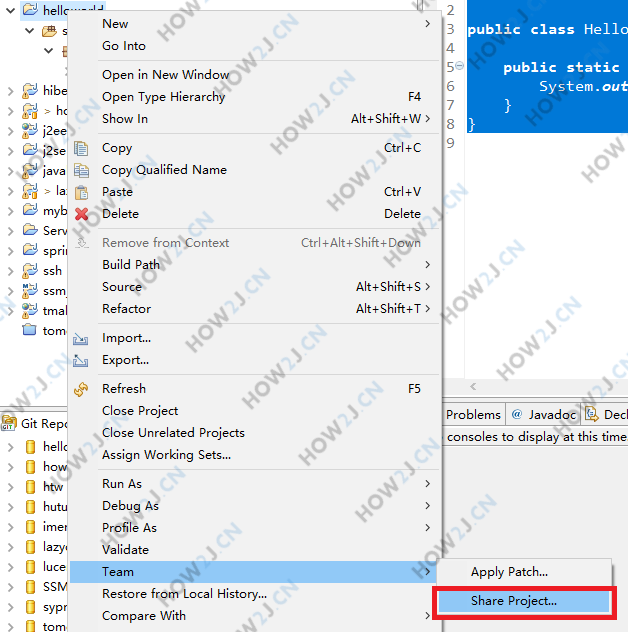 helloworld
New
Go Into
Open in New Window
Open Type Hierarchy F4
Show In Alt+Shift+W
Copy Ctrl+C
Copy Qualified Name
Paste Ctrl+V
Delete Delete
Remove from Context Ctrl+Alt+Shift+Down
Build Path
Source Alt+Shift+S
Refactor Alt+Shift+T
Import...
Export...
Refresh F5
Close Project
Close Unrelated Projects
Assign Working Sets...
Run As
Debug As
Profile As
Validate
Team
Restore from Local History...
Compare With
Apply Patch...
Share Project...
s
hibe
> ho
j2ee
j2se
java
> la
myb
Serv
sprin
ssh
ssm
tmal
tom
Git Repo
hello
how
htw
hutu
imer
lazy
luce
SSM
sypr
tom
2
3 public class Hello
4
5 public static
6 System.out
7 }
8 }
9
Problems @ Javadoc Decl
consoles to display at this time.
HOW2J.CN